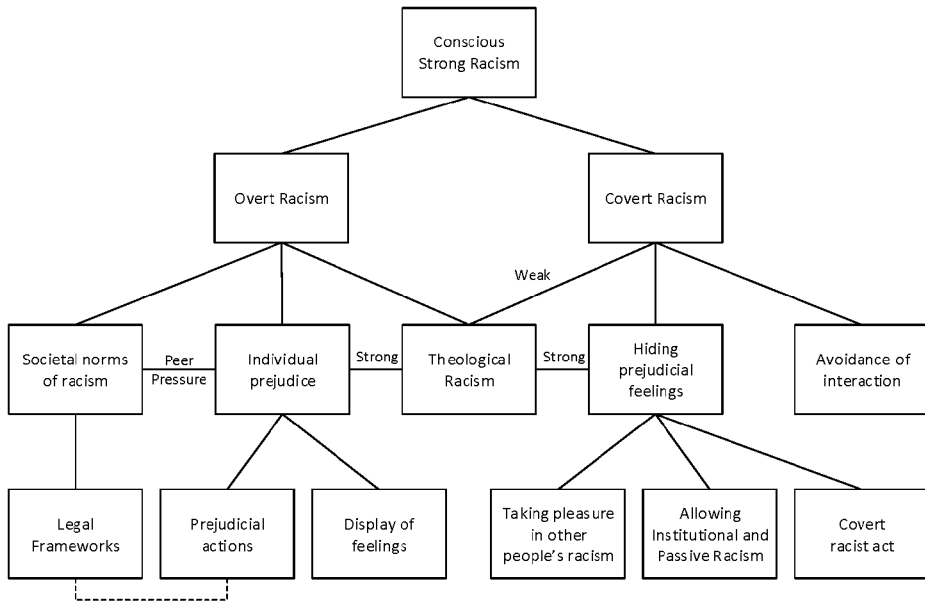 Conscious
Strong Racism
Overt Racism
Covert Racism
Weak
Societal norms
of racism
Peer
Pressure
Individual
prejudice
Strong
Theological
Racism
Strong
Hiding
prejudicial
feelings
Avoidance of
interaction
Legal
Frameworks
Prejudicial
actions
Display of
feelings
Taking pleasure
in other
people's racism
Allowing
Institutional and
Passive Racism
Covert
racist act